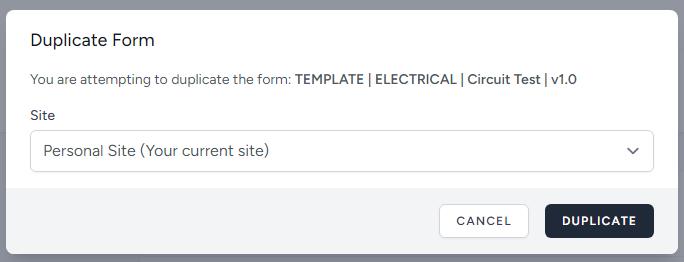 Duplicate Form
You are attempting to duplicate the form: TEMPLATE | ELECTRICAL | Circuit Test | v1.0
Site
Personal Site (Your current site)
CANCEL
DUPLICATE